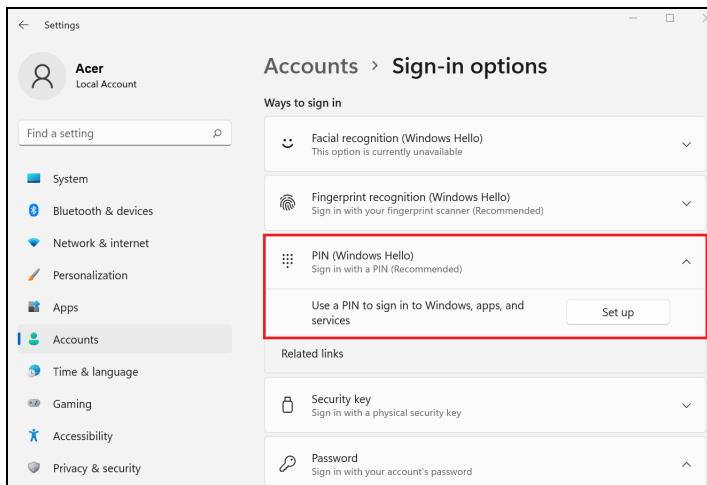 Settings
Acer
Local Account
Find a setting
System
Bluetooth & devices
Network & internet
Personalization
Apps
Accounts
Time & language
Gaming
Accessibility
Privacy & security
Accounts > Sign-in options
Ways to sign in
Facial recognition (Windows Hello)
This option is currently unavailable
Fingerprint recognition (Windows Hello)
Sign in with your fingerprint scanner (Recommended)
PIN (Windows Hello)
Sign in with a PIN (Recommended)
Use a PIN to sign in to Windows, apps, and
services
Set up
Related links
Security key
Sign in with a physical security key
Password
Sign in with your account's password